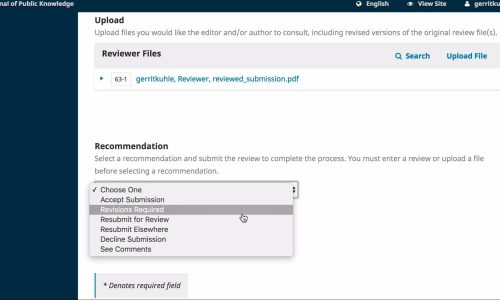 nal of Public Knowledge
English
View Site
gerritku
Upload
Upload files you would like the editor and/or author to consult, including revised versions of the original review file(s).
Reviewer Files
Search
Upload File
63-1
gerritkuhle, Reviewer, reviewed_submission.pdf
Recommendation
Select a recommendation and submit the review to complete the process. You must enter a review or upload a file
before selecting a recommendation.
✓ Choose One
Accept Submission
Revisions Required
Resubmit for Review
Resubmit Elsewhere
Decline Submission
See Comments
* Denotes required field